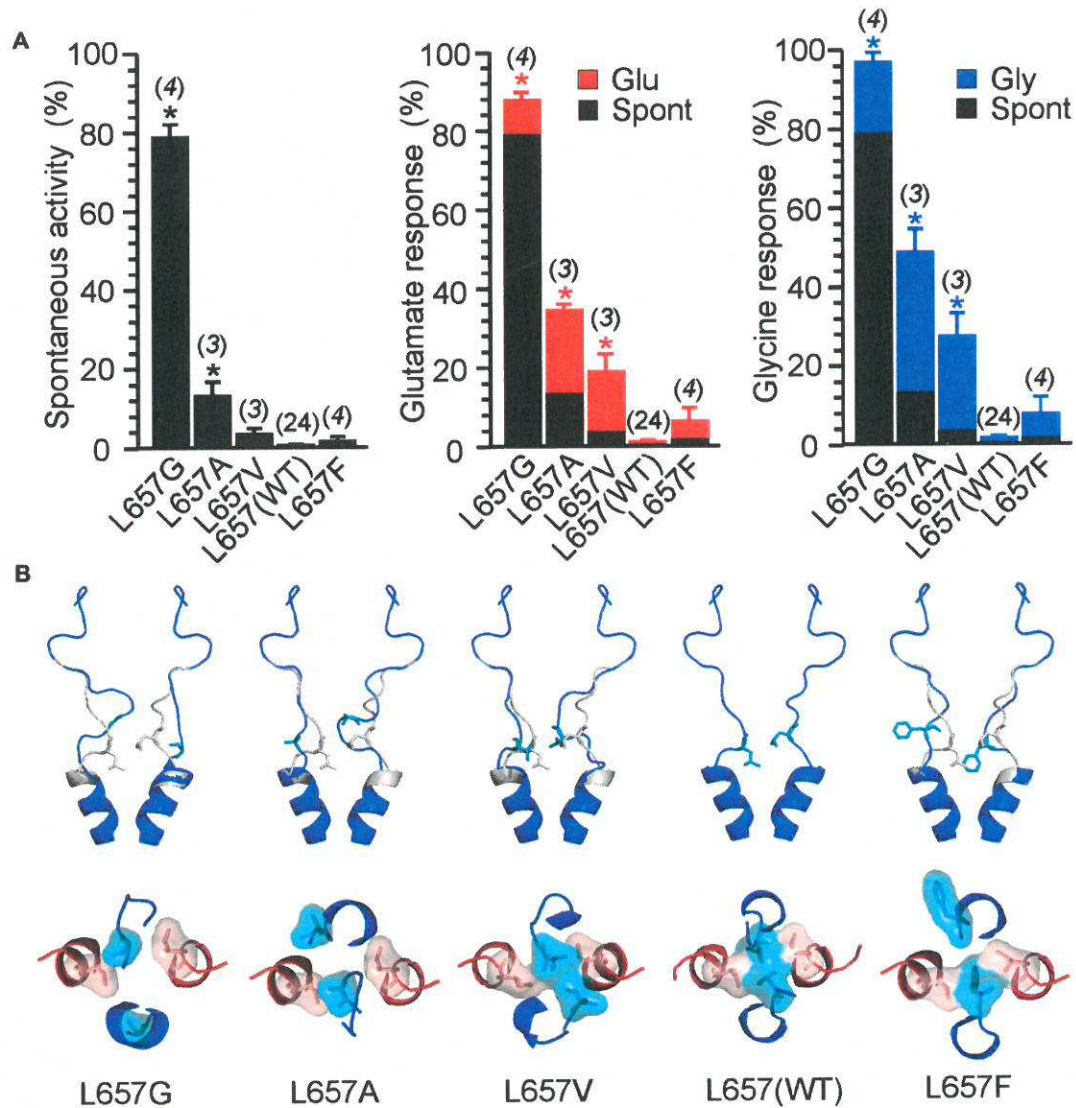 A
Spontaneous activity (%)
100
80
60
40
20
0
(4)
*
(3)
*
(3)
(24)
(4)
L657G
L657A
L657V
L657(WT)
L657F
Glutamate response (%)
100
80
60
40
20
0
(4)
*
(3)
*
(3)
*
(24)
(4)
Glu
Spont
L657G
L657A
L657V
L657(WT)
L657F
Glycine response (%)
100
80
60
40
20
0
(4)
*
(3)
*
(3)
*
(24)
(4)
Gly
Spont
L657G
L657A
L657V
L657(WT)
L657F
B
L657G L657A L657V L657(WT) L657F